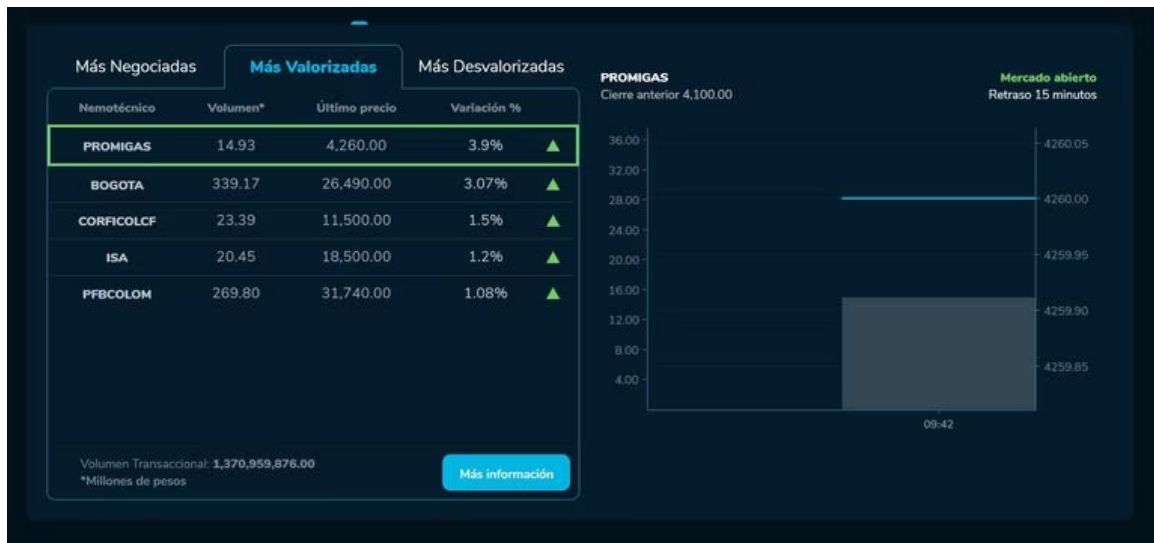 Más Negociadas Más Valorizadas Más Desvalorizadas
Nemotécnico Volumen* Último precio Variación %
PROMIGAS 14.93 4,260.00 3.9%
BOGOTA 339.17 26,490.00 3.07%
CORFICOLCF 23.39 11,500.00 1.5%
ISA 20.45 18,500.00 1.2%
PFBCOLOM 269.80 31,740.00 1.08%
Volumen Transaccional: 1,370,959,876.00
*Millones de pesos
Más información
PROMIGAS Mercado abierto
Cierre anterior 4,100.00 Retraso 15 minutos
36.00 4260.05
32.00
28.00 4260.00
24.00
20.00 4259.95
16.00
12.00 4259.90
8.00
4.00 4259.85
09:42